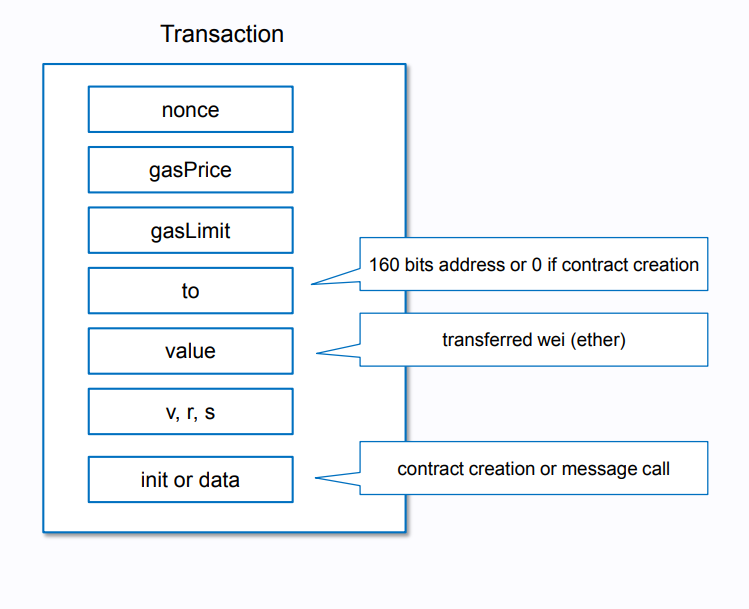 Transaction
nonce
gasPrice
gasLimit
160 bits address or 0 if contract creation
to
transferred wei (ether)
value
v, r, s
contract creation or message call
init or data